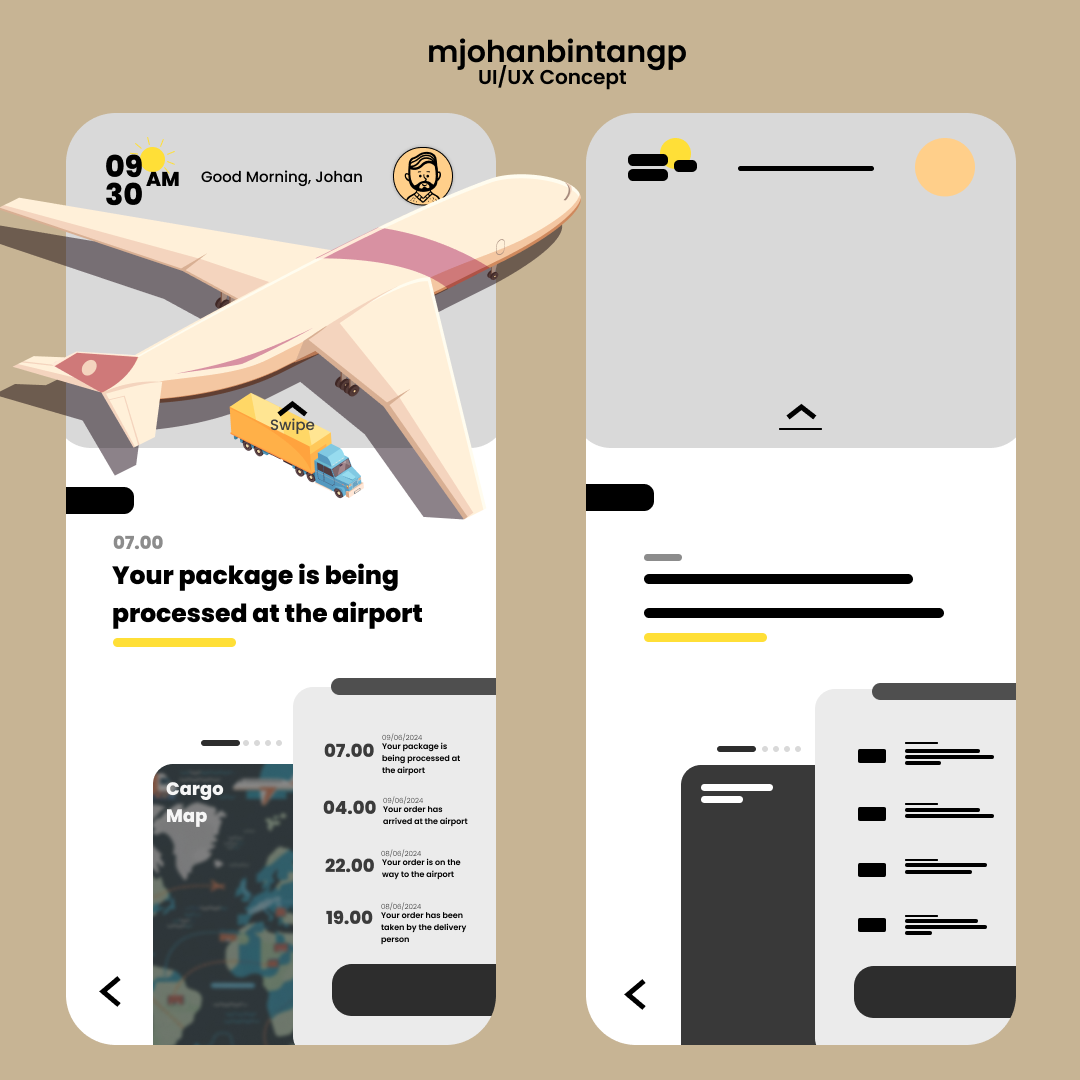 mjohanbintangp
UI/UX Concept
09
30
AM
Good Morning, Johan
Swipe
07.00
Your package is being
processed at the airport
Cargo
Map
07.00
09/06/2024
Your package is
being processed at
the airport
04.00
09/06/2024
Your order has
arrived at the airport
22.00
08/06/2024
Your order is on the
way to the airport
19.00
08/06/2024
Your order has been
taken by the delivery
person